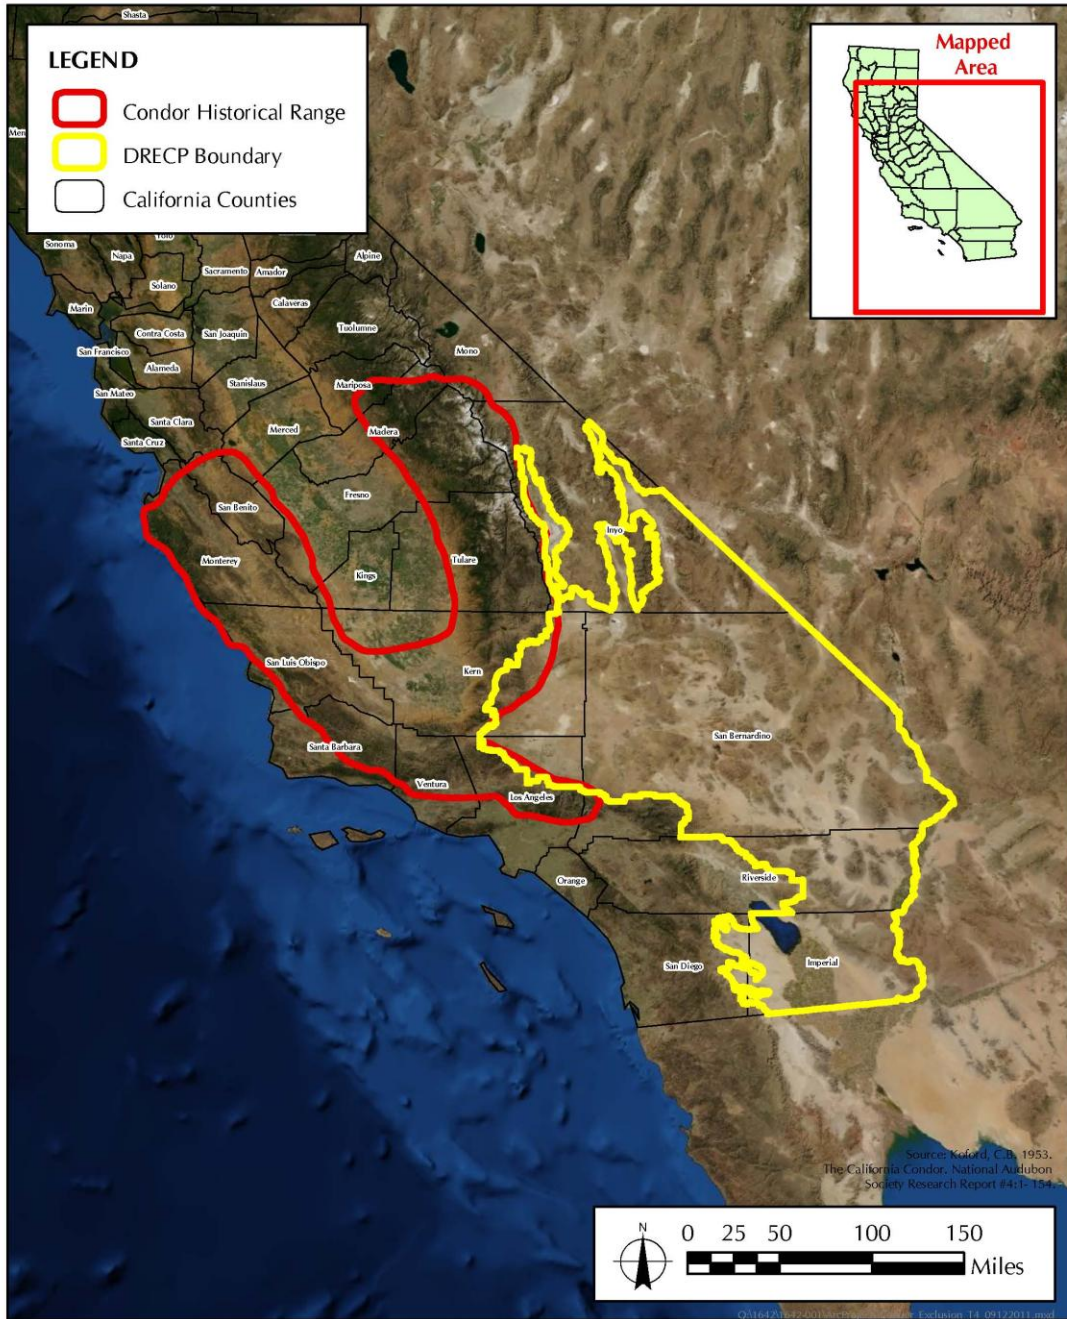 Shasta
LEGEND
Condor Historical Range
DRECP Boundary
California Counties
Mapped
Area
Sonoma
Napa
Solano
Sacramento
Amador
Alpine
Calaveras
Marin
Contra Costa
San Joaquin
Tuolumne
San Francisco
Alameda
Mono
San Mateo
Stanislaus
Mariposa
Santa Clara
Merced
Madera
Santa Cruz
Fresno
San Benito
Inyo
Monterey
Tulare
Kings
San Luis Obispo
Kern
San Bernardino
Santa Barbara
Ventura
Los Angeles
Orange
Riverside
San Diego
Imperial
Source: Koford, C.B. 1953.
The California Condor. National Audubon
Society Research Report #4:1- 154.
N
0 25 50 100 150
Miles